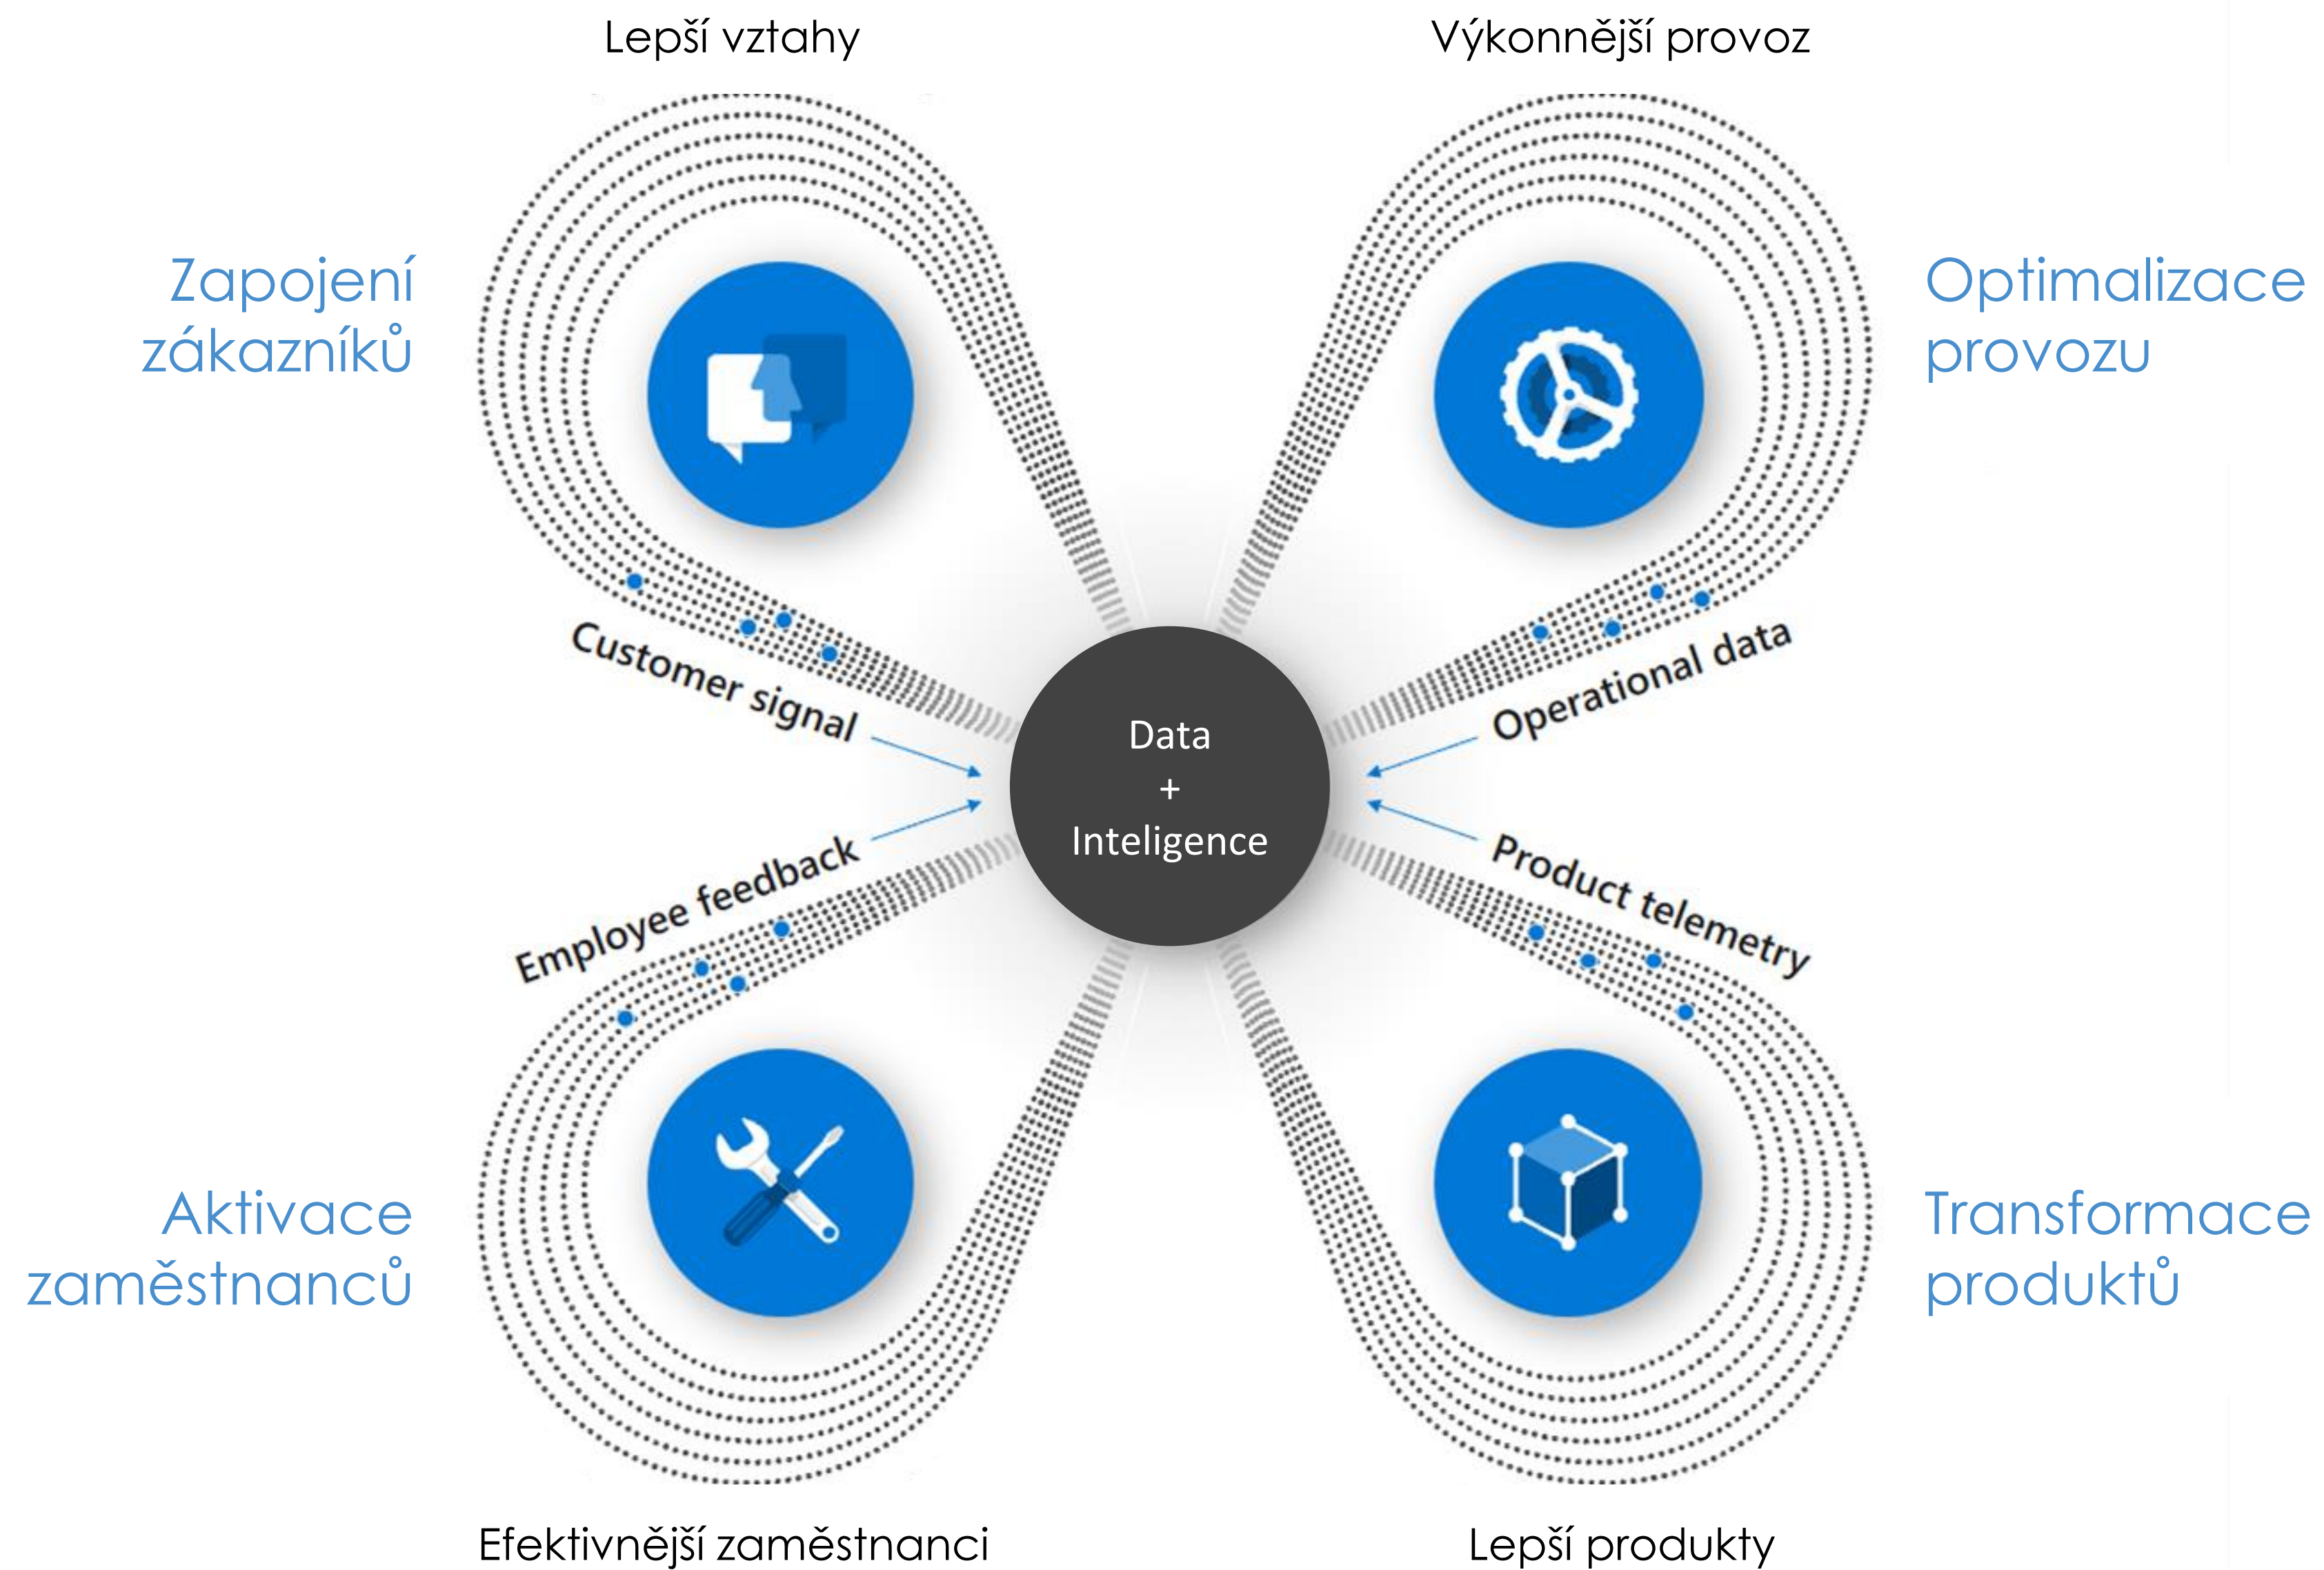 Lepší vztahy
Výkonnější provoz
Zapojení
zákazníků
Optimalizace
provozu
Customer signal
Operational data
Data
+
Inteligence
Employee feedback
Product telemetry
Aktivace
zaměstnanců
Transformace
produktů
Efektivnější zaměstnanci
Lepší produkty